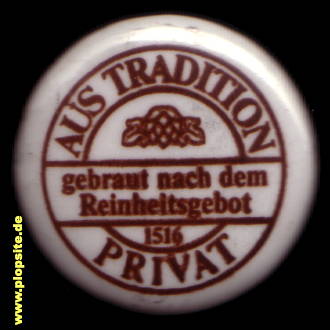 AUS TRADITION
gebraut nach dem
Reinheitsgebot
1516
PRIVAT
www.plopsite.de